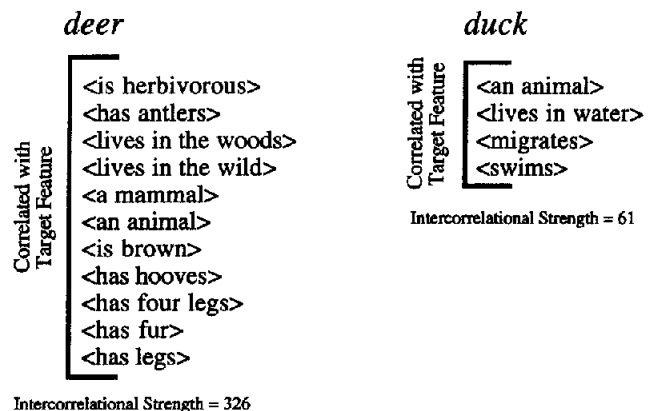 deer
Correlated with
Target Feature
<is herbivorous>
<has antlers>
<lives in the woods>
<lives in the wild>
<a mammal>
<an animal>
<is brown>
<has hooves>
<has four legs>
<has fur>
<has legs>
Intercorrelational Strength = 326
duck
Correlated with
Target Feature
<an animal>
<lives in water>
<migrates>
<swims>
Intercorrelational Strength = 61